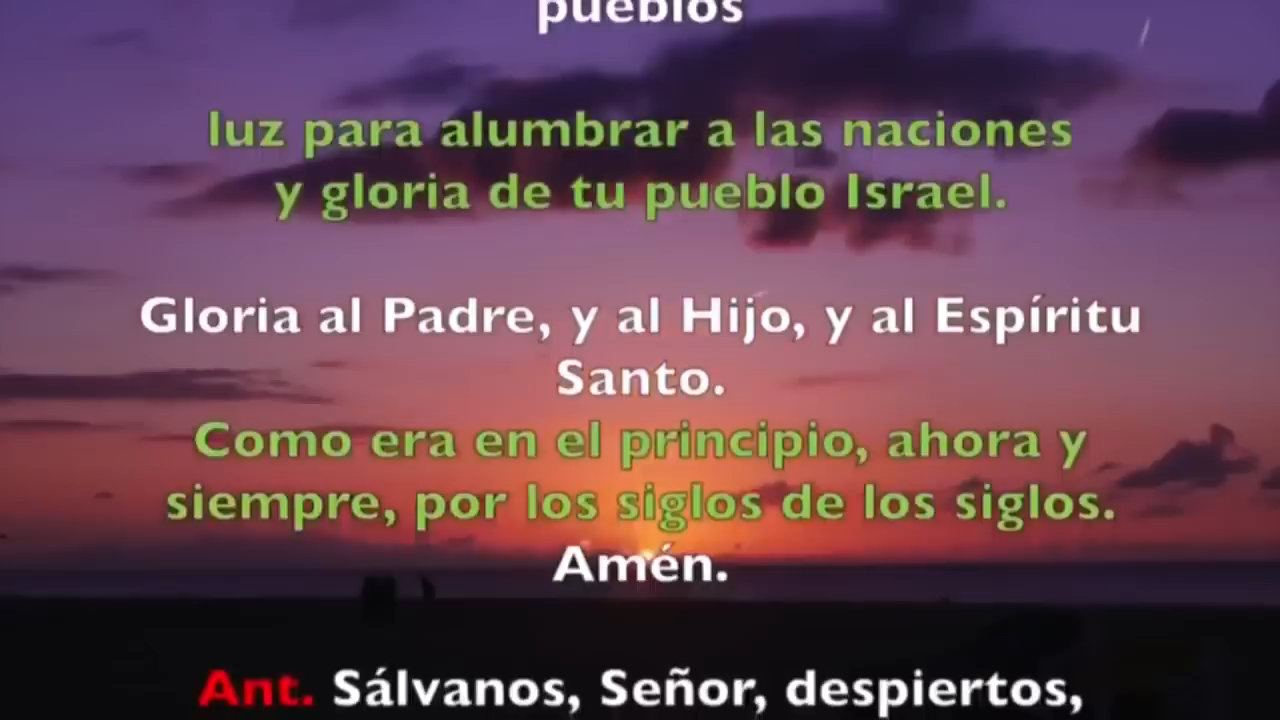 pueblos
luz para alumbrar a las naciones
y gloria de tu pueblo Israel.
Gloria al Padre, y al Hijo, y al Espíritu
Santo.
Como era en el principio, ahora y
siempre, por los siglos de los siglos.
Amén.
Ant. Sálvanos, Señor, despiertos,